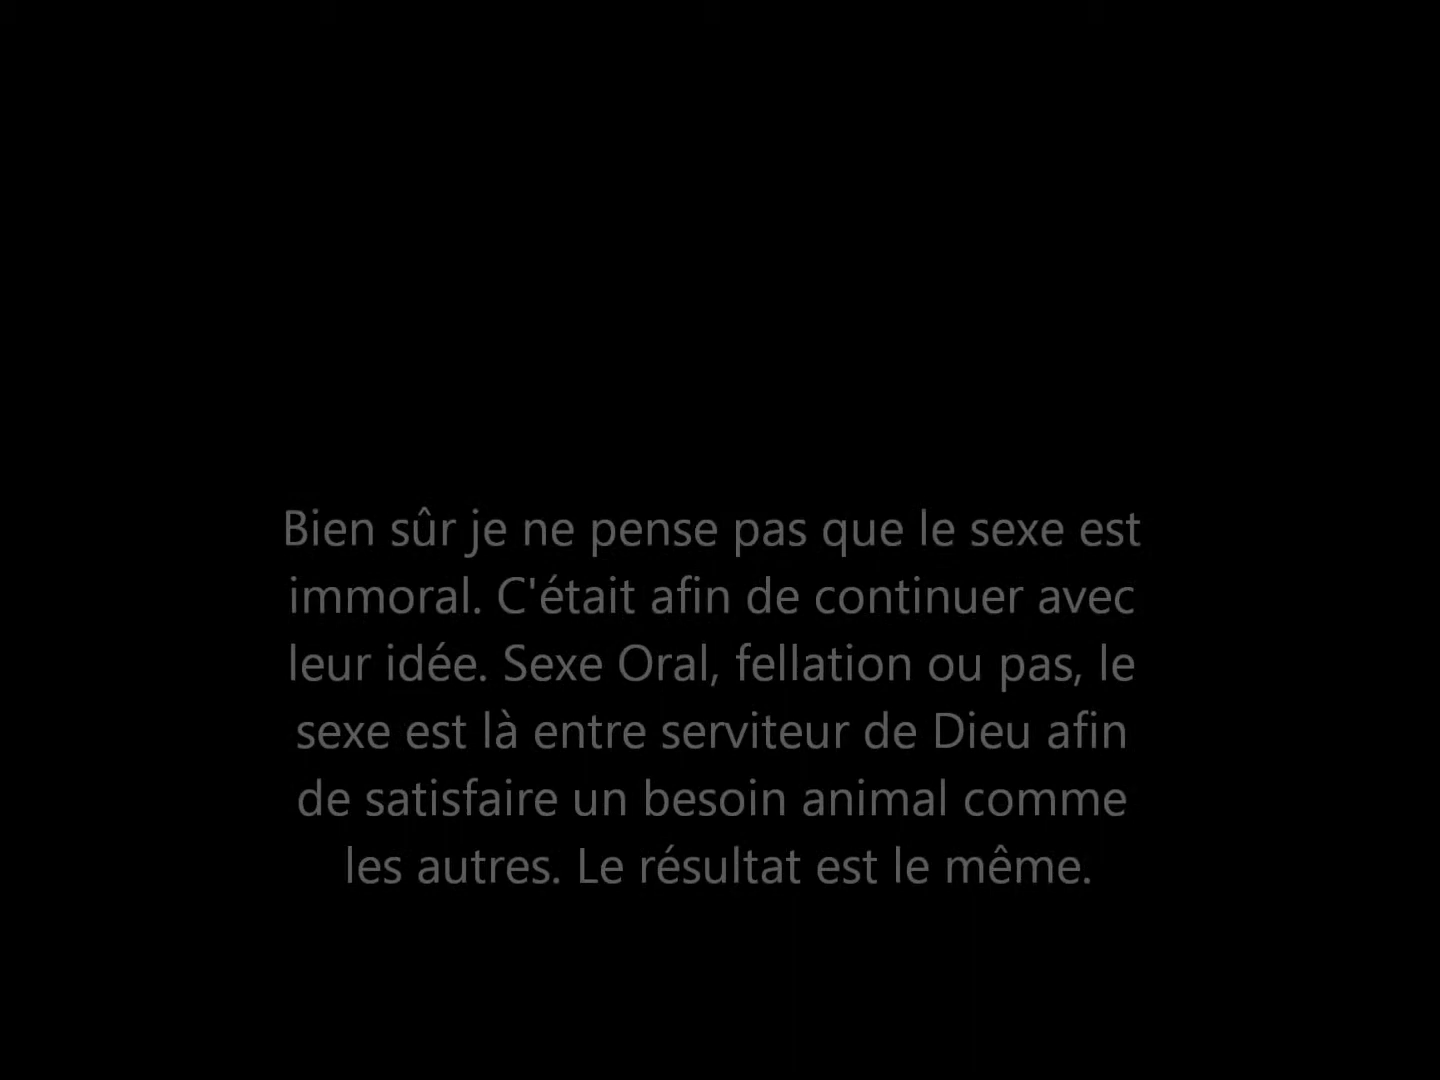 Bien sûr je ne pense pas que le sexe est
immoral. C'était afin de continuer avec
leur idée. Sexe Oral, fellation ou pas, le
sexe est là entre serviteur de Dieu afin
de satisfaire un besoin animal comme
les autres. Le résultat est le même.